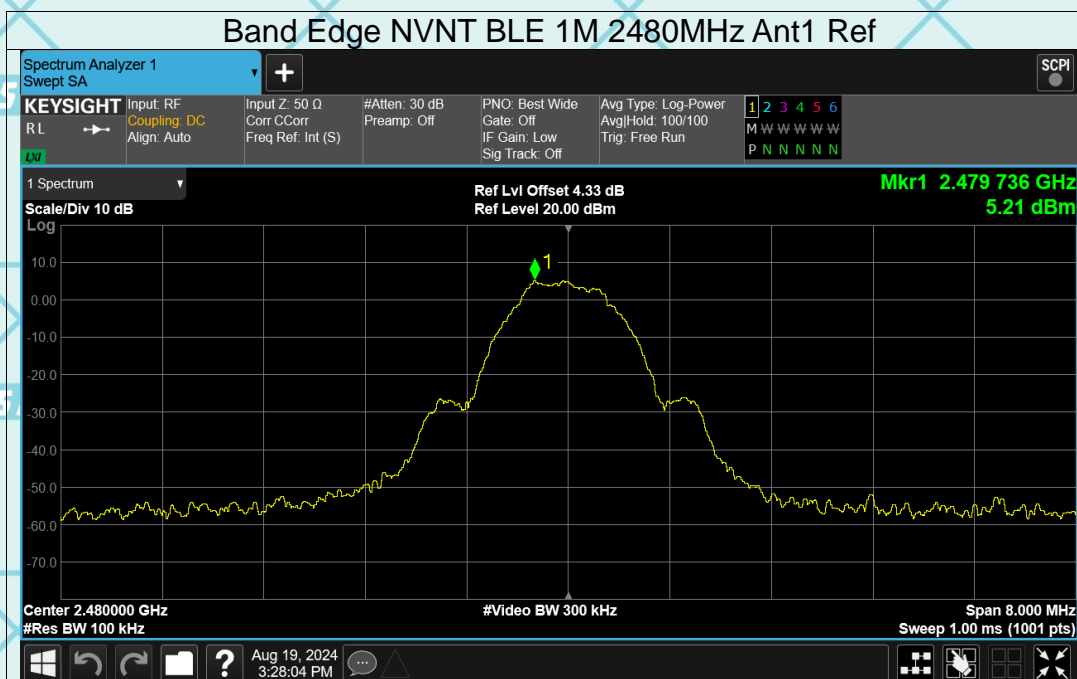 Band Edge NVNT BLE 1M 2480MHz Ant1 Ref
Spectrum Analyzer 1
Swept SA
+
SCPI
KEYSIGHT
RL
LXI
Input: RF
Coupling: DC
Align: Auto
Input Z: 50 Ω
Corr CCorr
Freq Ref: Int (S)
#Atten: 30 dB
Preamp: Off
PNO: Best Wide
Gate: Off
IF Gain: Low
Sig Track: Off
Avg Type: Log-Power
Avg|Hold: 100/100
Trig: Free Run
1 2 3 4 5 6
M W W W W W
P N N N N N
1 Spectrum
Scale/Div 10 dB
Log
Ref Lvl Offset 4.33 dB
Ref Level 20.00 dBm
Mkr1 2.479 736 GHz
5.21 dBm
1
10.0
0.00
-10.0
-20.0
-30.0
-40.0
-50.0
-60.0
-70.0
Center 2.480000 GHz
#Res BW 100 kHz
#Video BW 300 kHz
Span 8.000 MHz
Sweep 1.00 ms (1001 pts)
?
Aug 19, 2024
3:28:04 PM